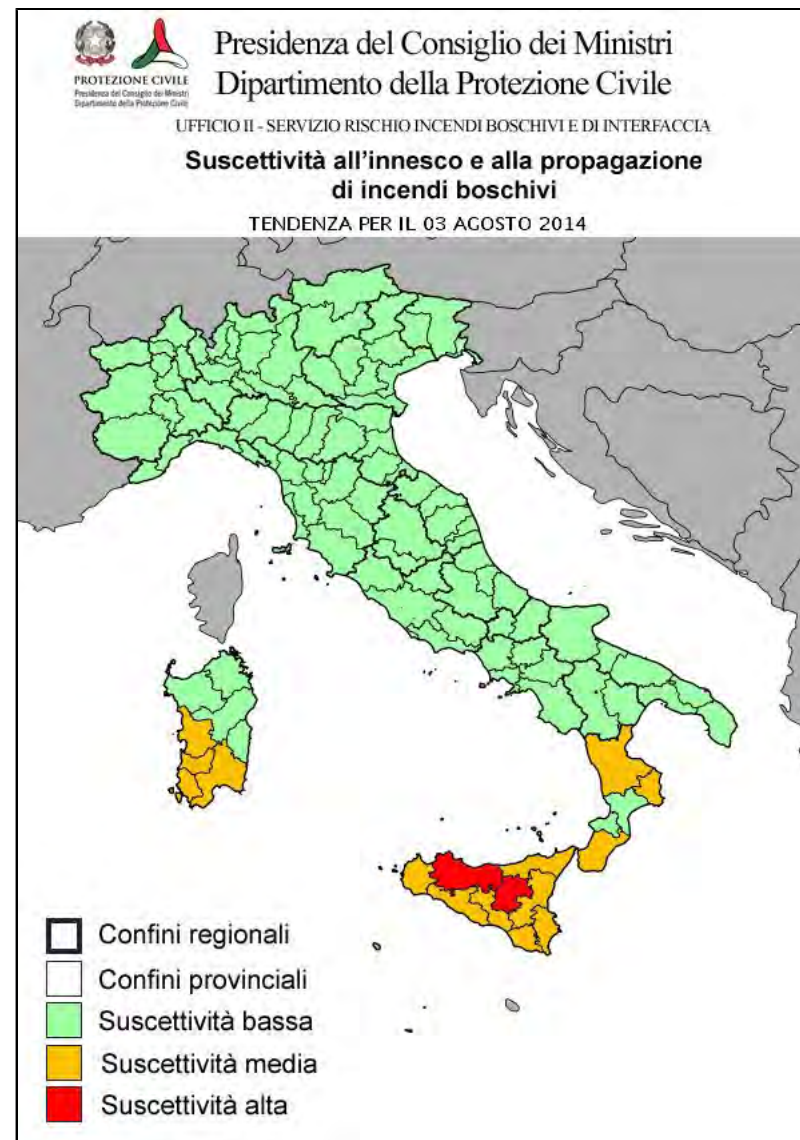 Presidenza del Consiglio dei Ministri
Dipartimento della Protezione Civile
PROTEZIONE CIVILE
Presidenza del Consiglio dei Ministri
Dipartimento della Protezione Civile
UFFICIO II - SERVIZIO RISCHIO INCENDI BOSCHIVI E DI INTERFACCIA
Suscettività all'innesco e alla propagazione
di incendi boschivi
TENDENZA PER IL 03 AGOSTO 2014
Confini regionali
Confini provinciali
Suscettività bassa
Suscettività media
Suscettività alta